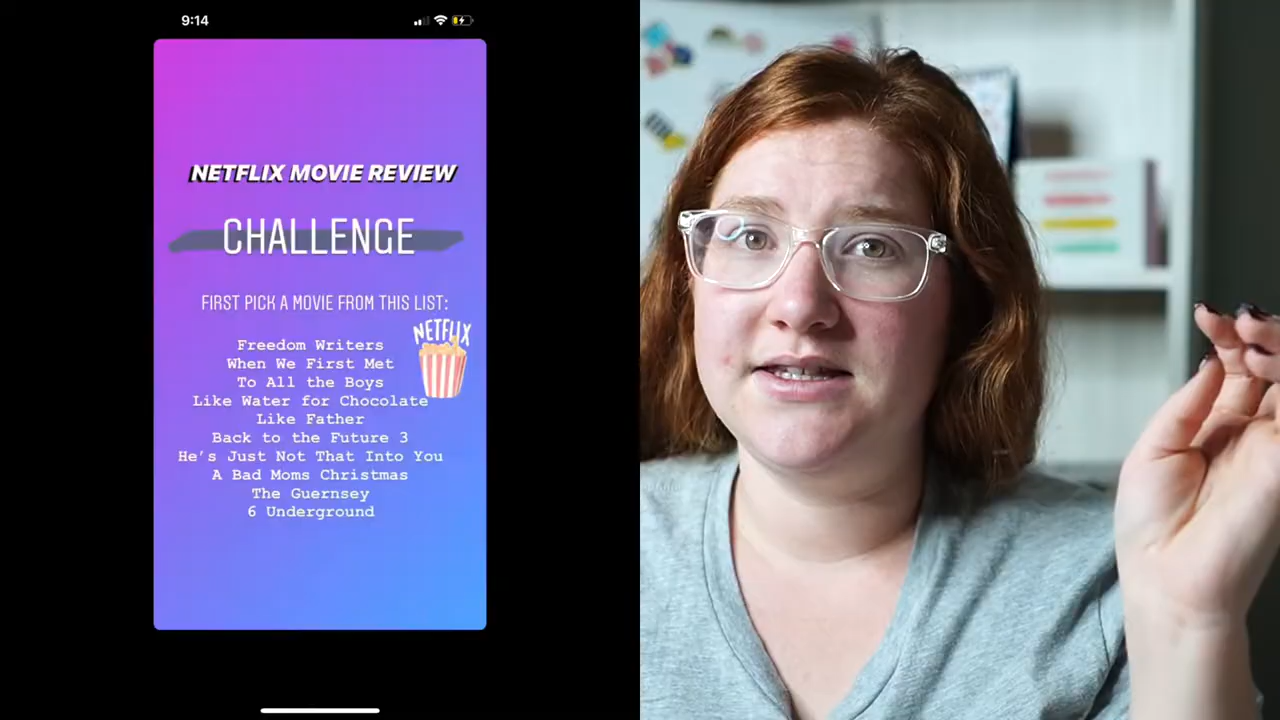 9:14
NETFLIX MOVIE REVIEW
CHALLENGE
FIRST PICK A MOVIE FROM THIS LIST:
NETFLIX
Freedom Writers
When We First Met
To All the Boys
Like Water for Chocolate
Like Father
Back to the Future 3
He's Just Not That Into You
A Bad Moms Christmas
The Guernsey
6 Underground